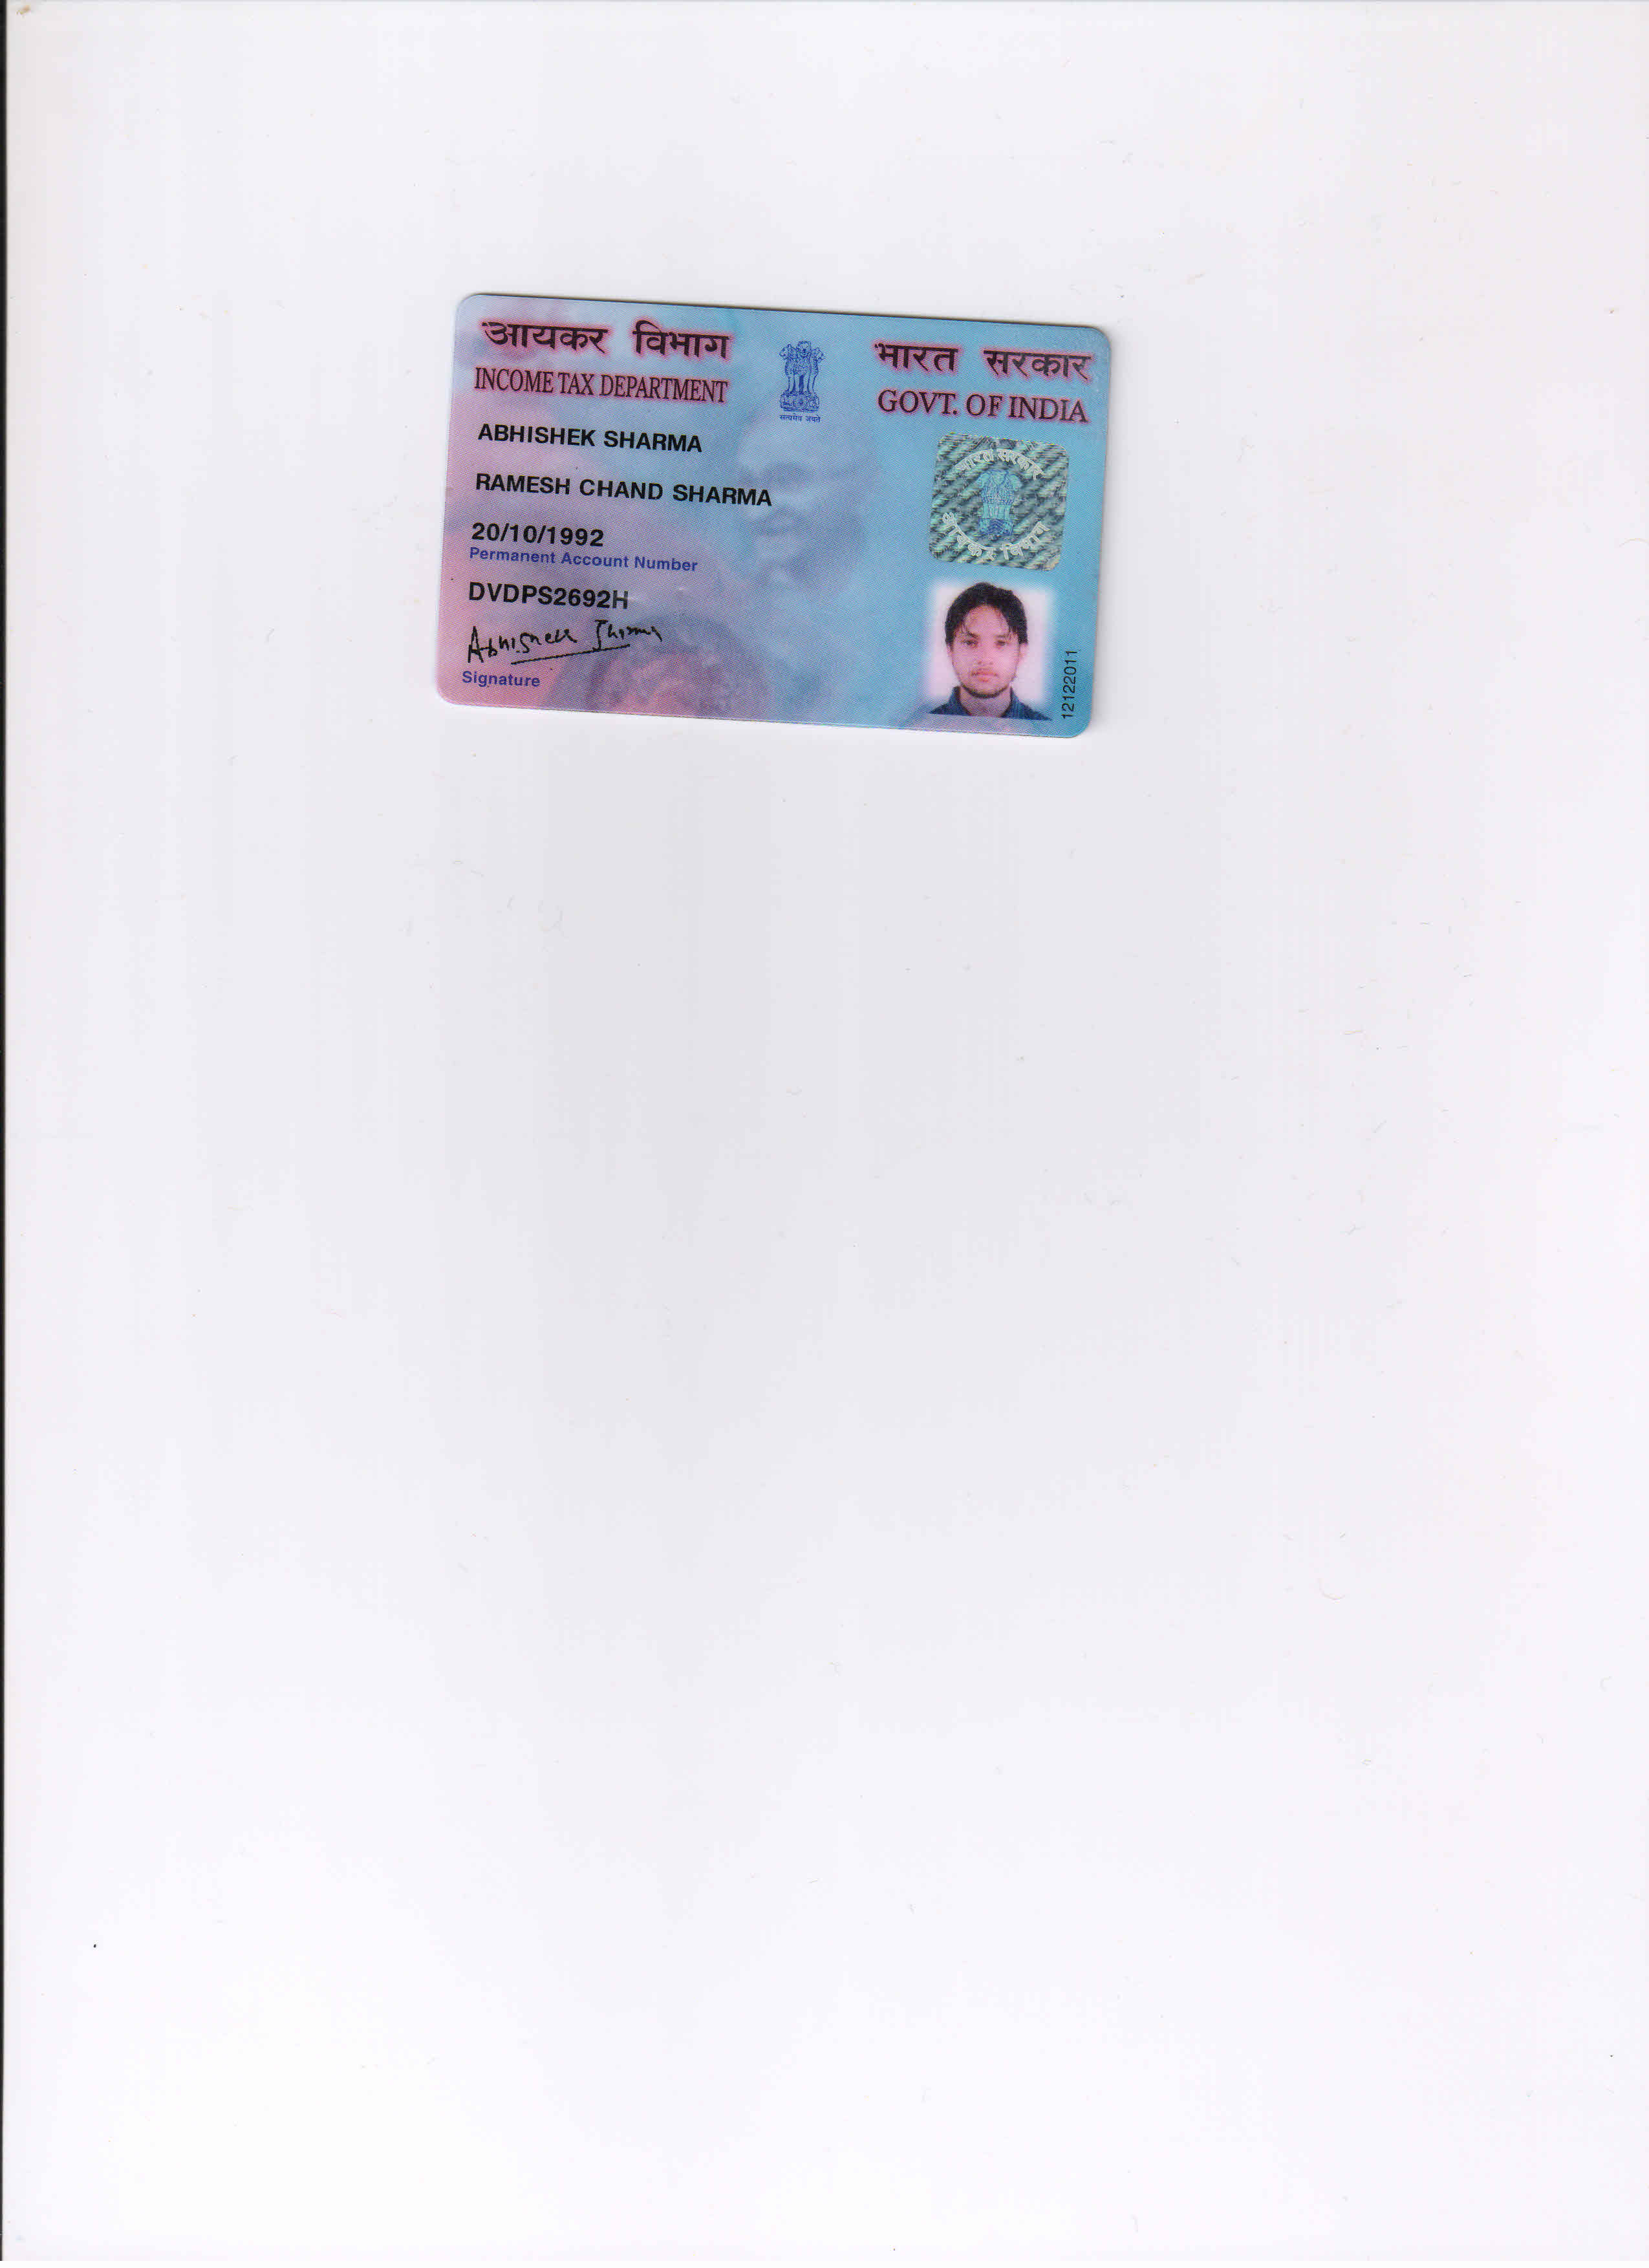 आयकर विभाग
INCOME TAX DEPARTMENT
सत्यमेव जयते
भारत सरकार
GOVT. OF INDIA
ABHISHEK SHARMA
RAMESH CHAND SHARMA
20/10/1992
Permanent Account Number
DVDPS2692H
Abhishek Sharma
Signature
भारत सरकार
आयकर विभाग
12122011